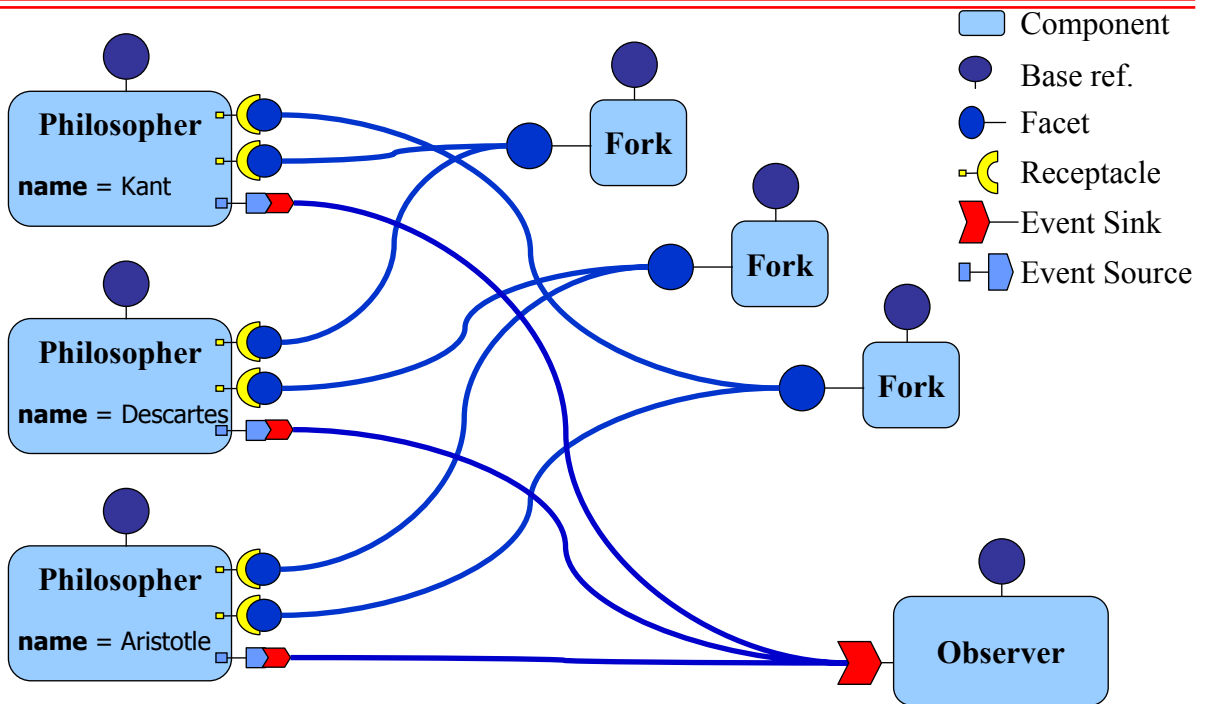 Component
Base ref.
Facet
Receptacle
Event Sink
Event Source
Philosopher
name = Kant
Fork
Fork
Philosopher
name = Descartes
Fork
Philosopher
name = Aristotle
Observer